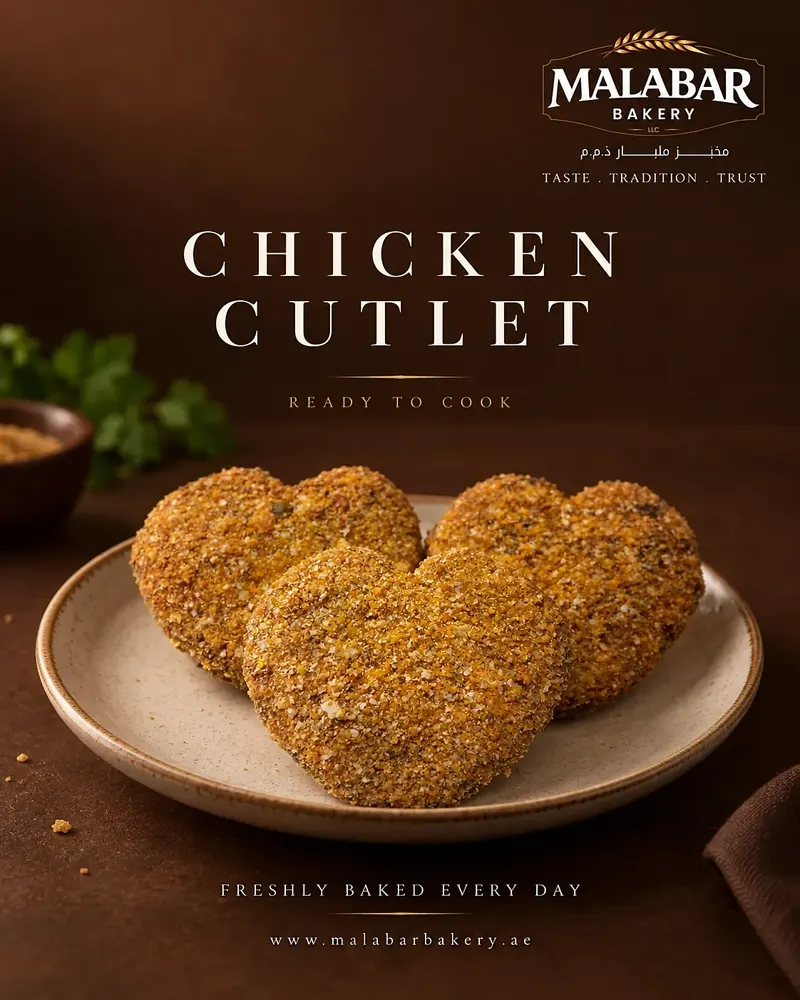 MALABAR
BAKERY
LLC
مخبز مليبار ذ.م.م
TASTE . TRADITION . TRUST
CHICKEN
CUTLET
READY TO COOK
FRESHLY BAKED EVERY DAY
www.malabarbakery.ae